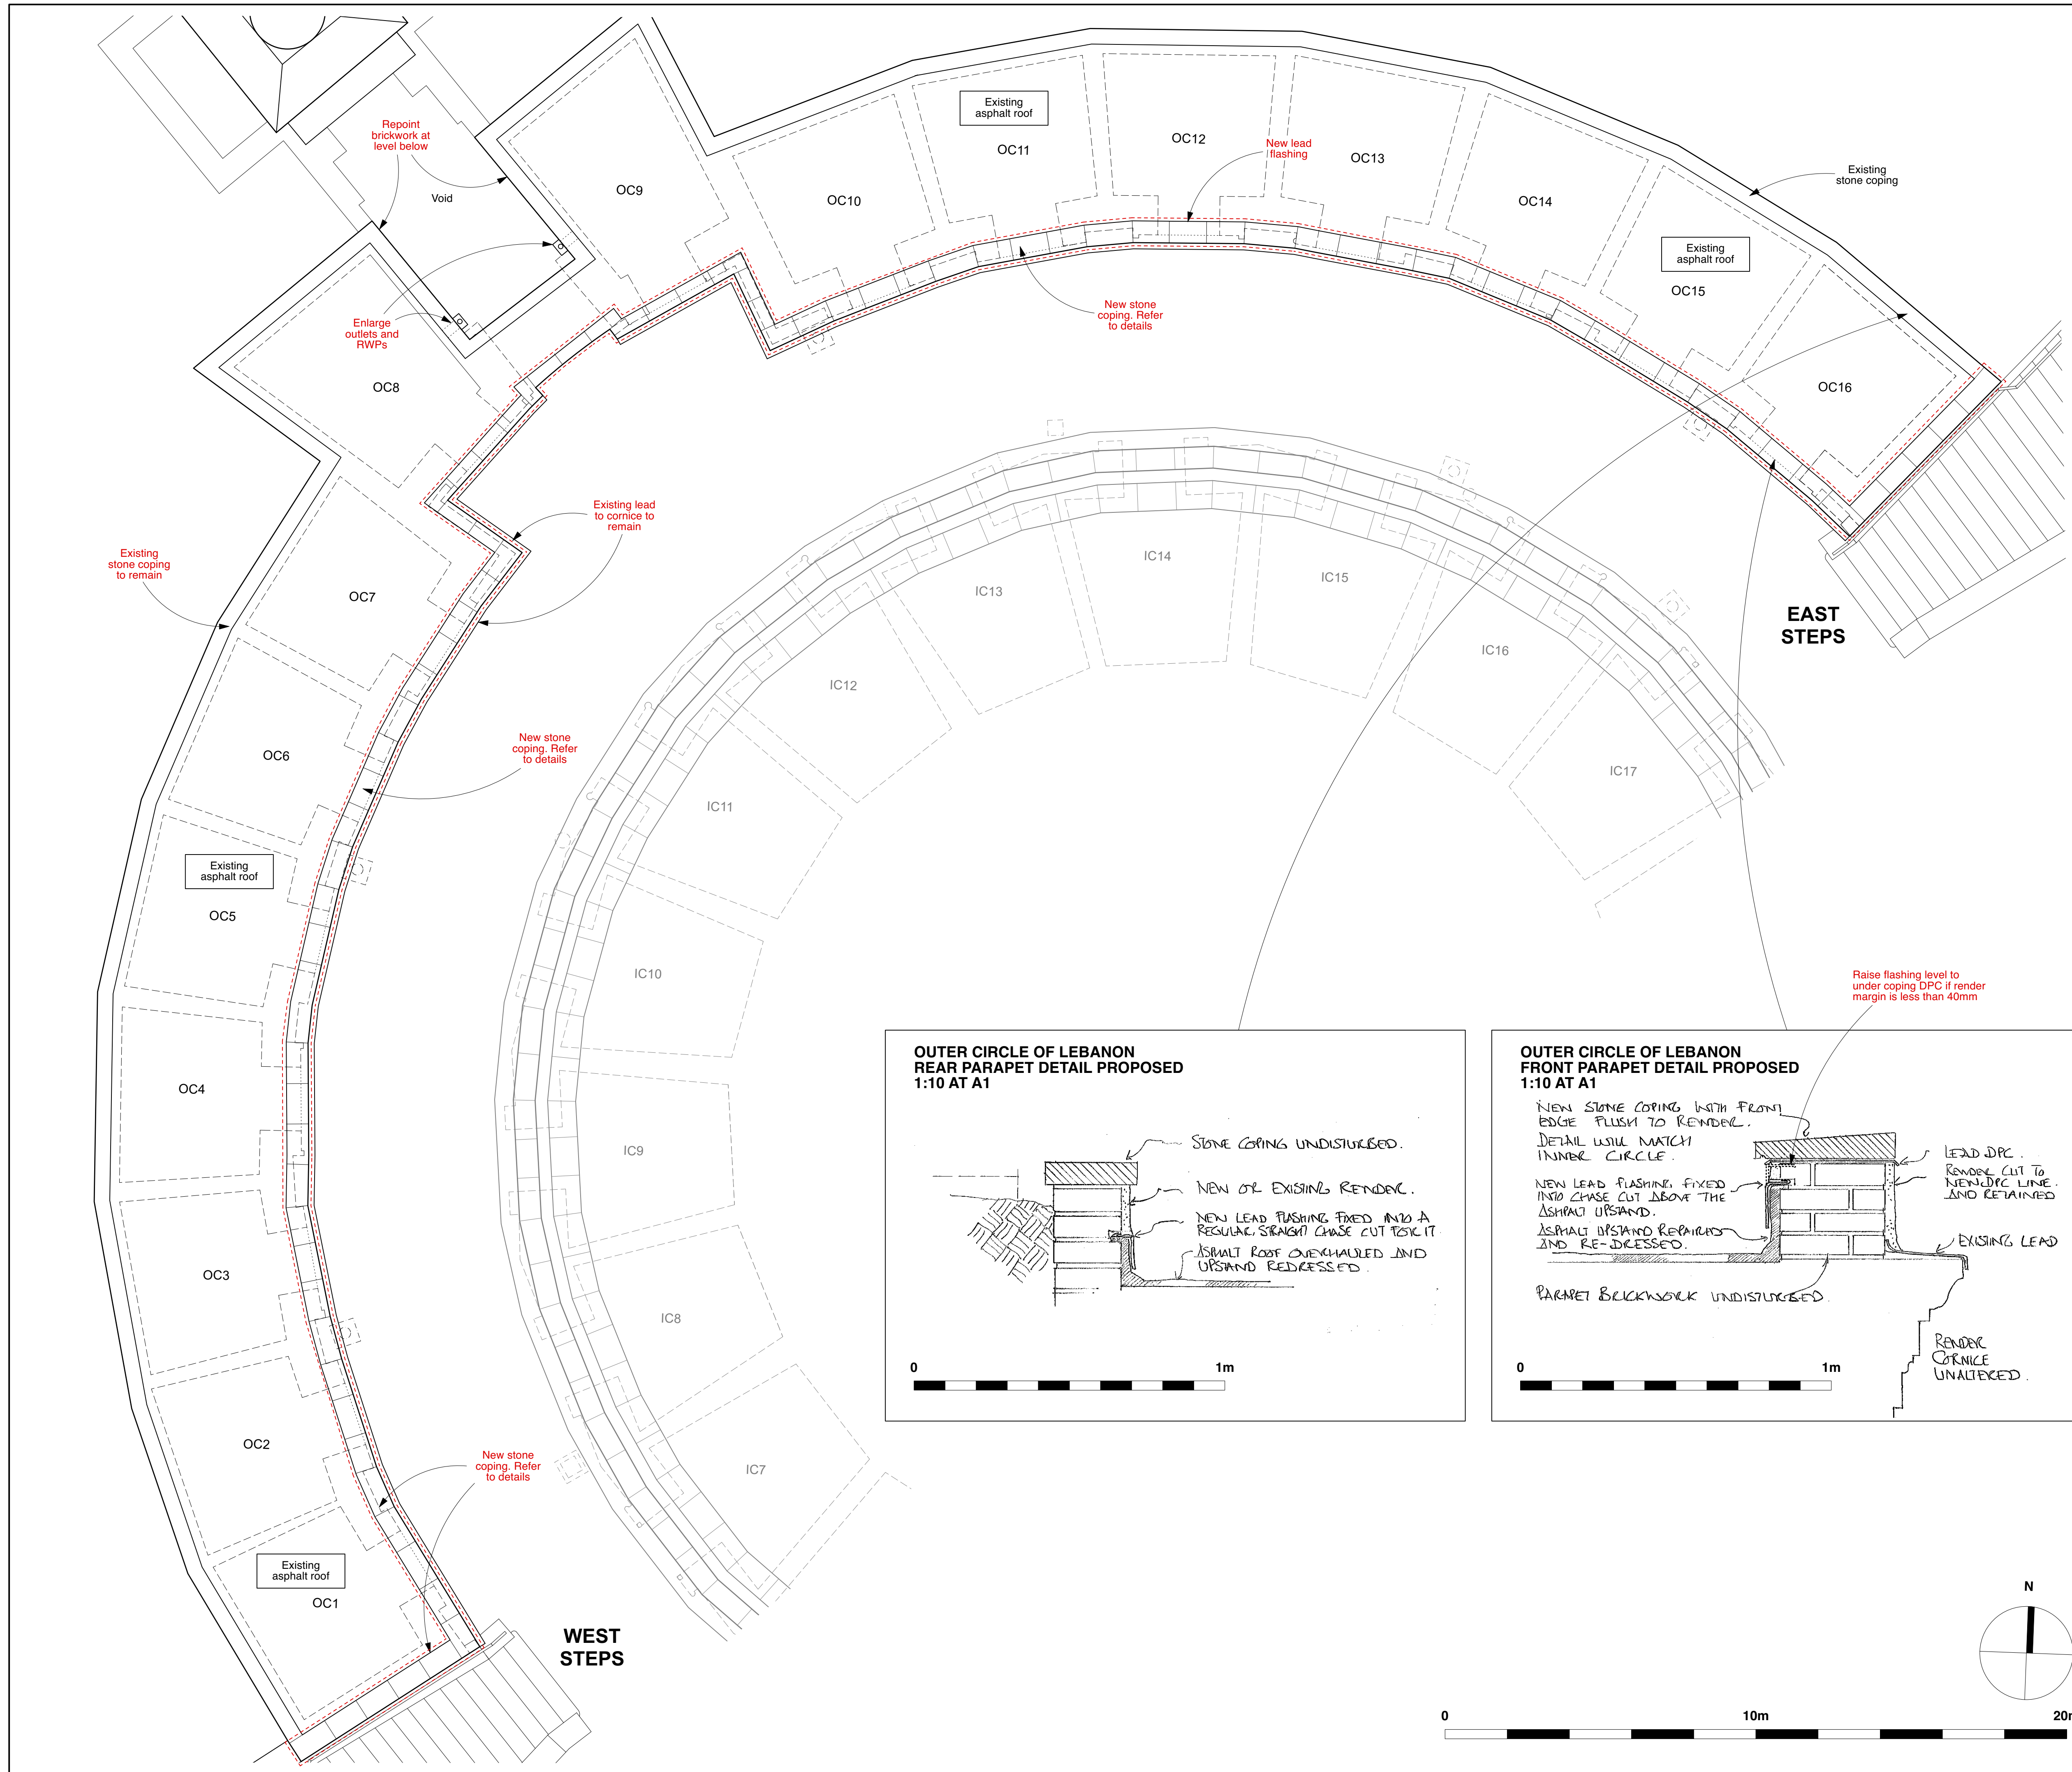 Repoint
brickwork at
level below
Void
OC9
OC10
Existing
asphalt roof
OC11
OC12
New lead
flashing
OC13
OC14
Existing
stone coping
Existing
asphalt roof
OC15
OC16
Enlarge
outlets and
RWPs
OC8
New stone
coping. Refer
to details
Existing lead
to cornice to
remain
Existing
stone coping
to remain
OC7
EAST
STEPS
IC14
IC15
IC13
IC16
IC12
IC17
IC11
OC6
New stone
coping. Refer
to details
Existing
asphalt roof
OC5
IC10
OC4
IC9
OC3
IC8
OC2
IC7
New stone
coping. Refer
to details
Existing
asphalt roof
OC1
WEST
STEPS
Raise flashing level to
under coping DPC if render
margin is less than 40mm
OUTER CIRCLE OF LEBANON
REAR PARAPET DETAIL PROPOSED
1:10 AT A1
STONE COPING UNDISTURBED.
NEW OR EXISTING RENDER.
NEW LEAD FLASHING FIXED INTO A
REGULAR, STRAIGHT CHASE CUT FOR IT
ASPHALT ROOF OVERHAULED AND
UPSTAND REDRESSED.
0 1m
OUTER CIRCLE OF LEBANON
FRONT PARAPET DETAIL PROPOSED
1:10 AT A1
NEW STONE COPING WITH FRONT
EDGE FLUSH TO RENDER.
DETAIL WILL MATCH
INNER CIRCLE.
NEW LEAD FLASHING FIXED
INTO CHASE CUT ABOVE THE
ASPHALT UPSTAND.
ASPHALT UPSTAND REPAIRED
AND RE-DRESSED.
PARAPET BRICKWORK UNDISTURBED.
LEAD DPC.
RENDER CUT TO
NEW DPC LINE.
AND RETAINED
EXISTING LEAD
RENDER
CORNICE
UNALTERED.
0 1m
N
0 10m 20m